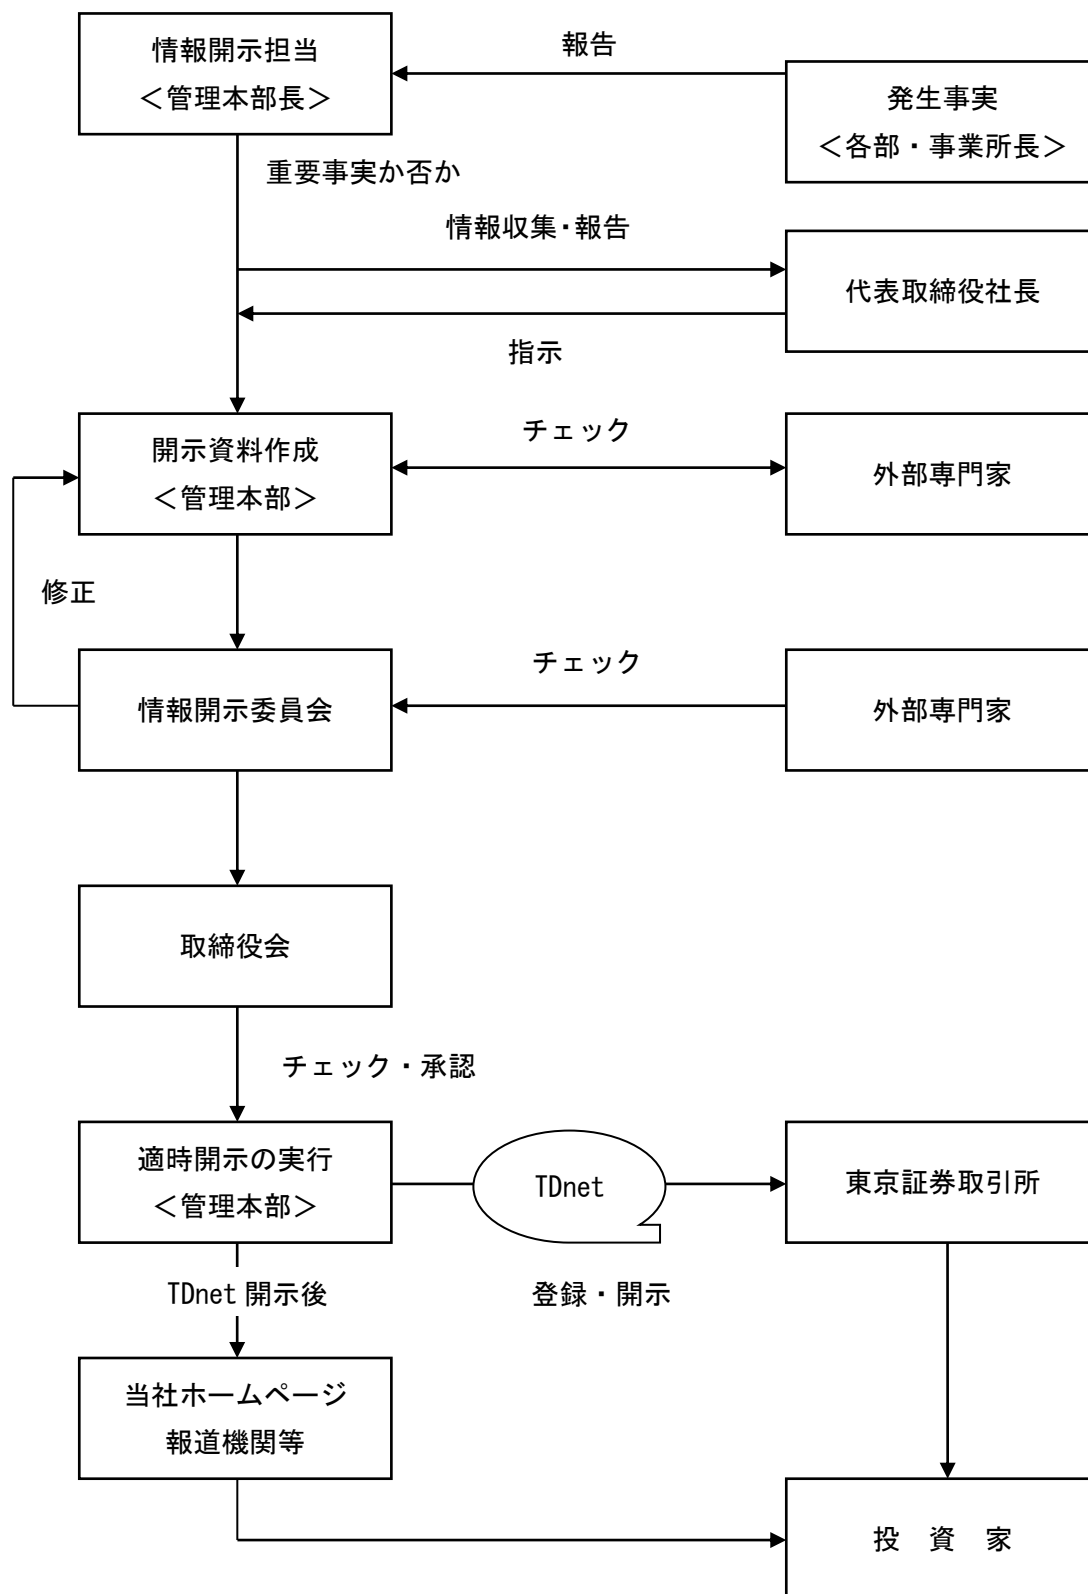 情報開示担当
＜管理本部長＞
報告
発生事実
＜各部・事業所長＞
重要事実か否か
情報収集・報告
代表取締役社長
指示
開示資料作成
＜管理本部＞
チェック
外部専門家
修正
情報開示委員会
チェック
外部専門家
取締役会
チェック・承認
適時開示の実行
＜管理本部＞
TDnet
東京証券取引所
TDnet 開示後
登録・開示
当社ホームページ
報道機関等
投　資　家